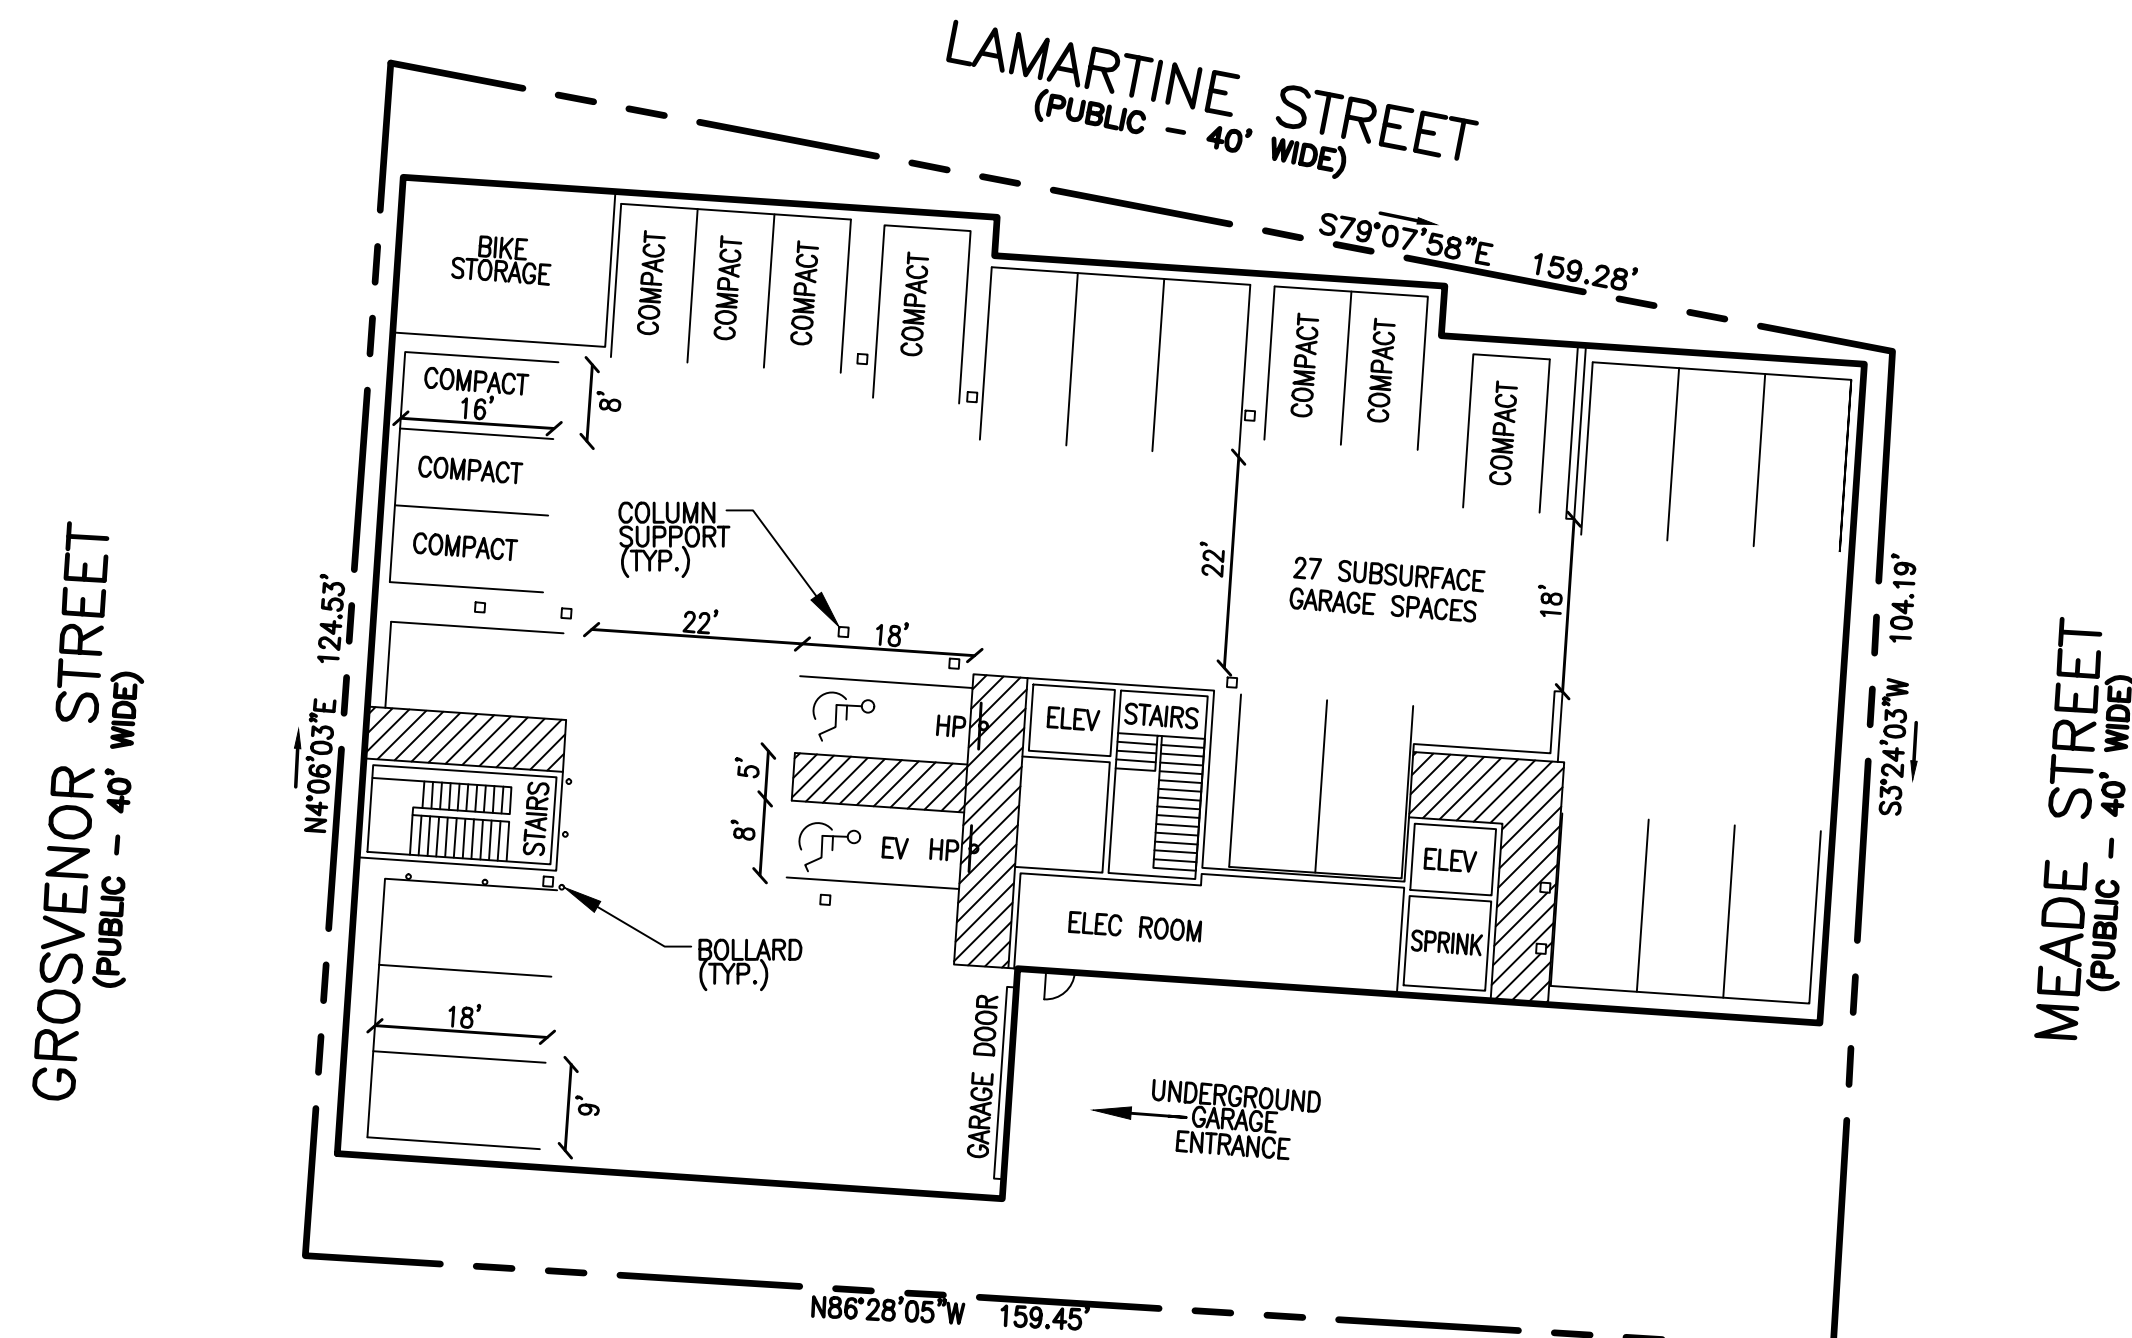 LAMARTINE STREET
(PUBLIC - 40' WIDE)
S79°07'58"E 159.28'
BIKE
STORAGE
COMPACT
COMPACT
COMPACT
COMPACT
COMPACT
COMPACT
COMPACT
COMPACT
16'
8'
COMPACT
COMPACT
COLUMN
SUPPORT
(TYP.)
22'
18'
22'
27 SUBSURFACE
GARAGE SPACES
18'
GROSVENOR STREET
(PUBLIC - 40' WIDE)
N4°06'03"E 124.53'
MEADE STREET
(PUBLIC - 40' WIDE)
S3°24'03"W 104.19'
HP
ELEV
STAIRS
5'
8'
EV HP
STAIRS
ELEV
SPRINK
ELEC ROOM
BOLLARD
(TYP.)
18'
9'
GARAGE DOOR
UNDERGROUND
GARAGE
ENTRANCE
N86°28'05"W 159.45'